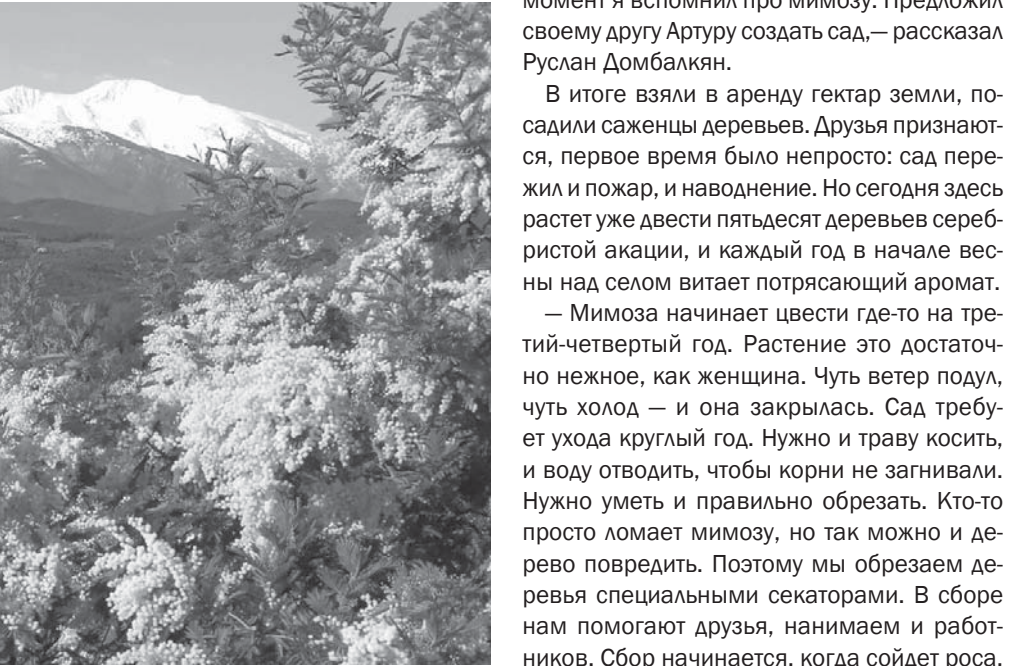 момент я вспомнил про мимозу. Предложил
своему другу Артуру создать сад,— рассказал
Руслан Домбалкян.
В итоге взяли в аренду гектар земли, по-
садили саженцы деревьев. Друзья признают-
ся, первое время было непросто: сад пере-
жил и пожар, и наводнение. Но сегодня здесь
растет уже двести пятьдесят деревьев сереб-
ристой акации, и каждый год в начале вес-
ны над селом витает потрясающий аромат.
— Мимоза начинает цвести где-то на тре-
тий-четвертый год. Растение это достаточ-
но нежное, как женщина. Чуть ветер подул,
чуть холод — и она закрылась. Сад требу-
ет ухода круглый год. Нужно и траву косить,
и воду отводить, чтобы корни не загнивали.
Нужно уметь и правильно обрезать. Кто-то
просто ломает мимозу, но так можно и де-
рево повредить. Поэтому мы обрезаем де-
ревья специальными секаторами. В сборе
нам помогают друзья, нанимаем и работ-
ников. Сбор начинается, когда сойдет роса.